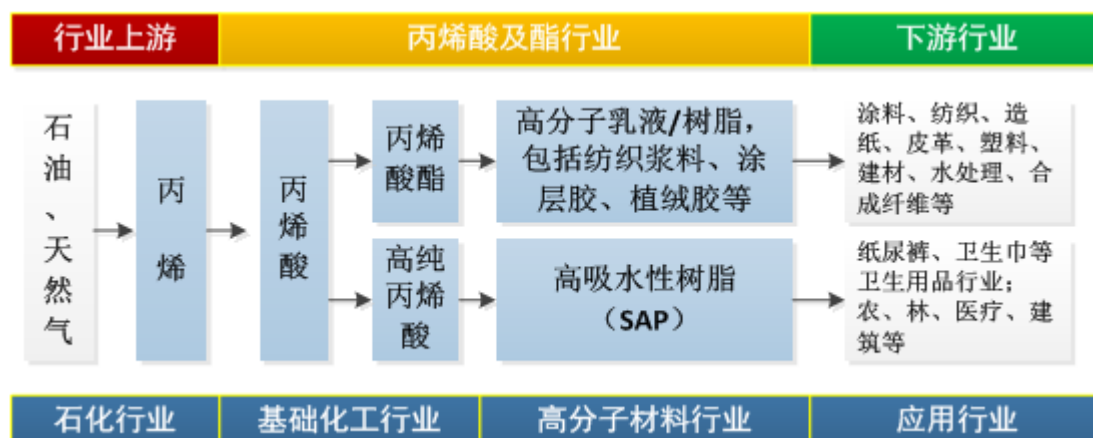 行业上游
丙烯酸及酯行业
下游行业
石
油
、
天
然
气
丙
烯
丙
烯
酸
丙烯
酸酯
高分子乳液/树脂，
包括纺织浆料、涂
层胶、植绒胶等
涂料、纺织、造
纸、皮革、塑料、
建材、水处理、合
成纤维等
高纯
丙烯
酸
高吸水性树脂
（SAP）
纸尿裤、卫生巾等
卫生用品行业；
农、林、医疗、建
筑等
石化行业
基础化工行业
高分子材料行业
应用行业